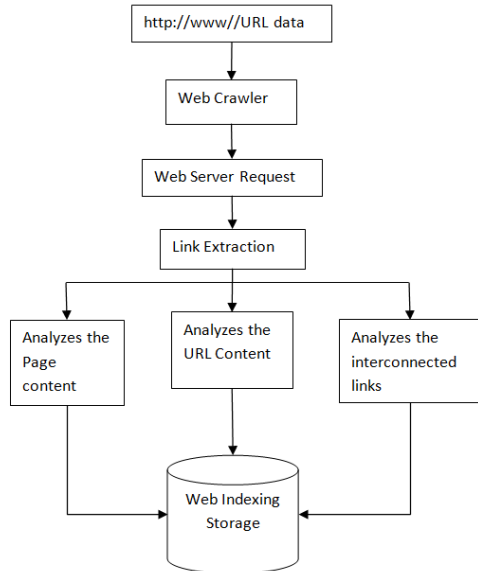 http://www//URL data
Web Crawler
Web Server Request
Link Extraction
Analyzes the
Page
content
Analyzes the
URL Content
Analyzes the
interconnected
links
Web Indexing
Storage